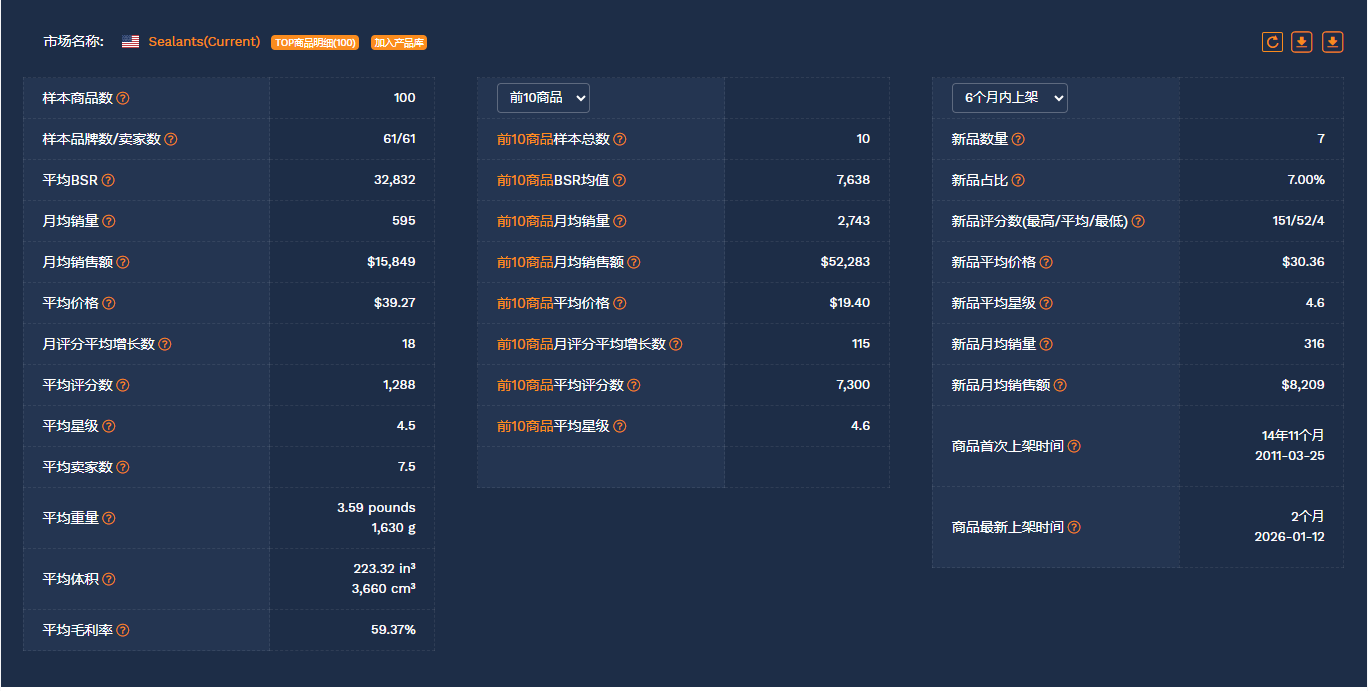 市场名称: Sealants(Current) TOP商品明细(100) 加入产品库
样本商品数 100
样本品牌数/卖家数 61/61
平均BSR 32,832
月均销量 595
月均销售额 $15,849
平均价格 $39.27
月评分平均增长数 18
平均评分数 1,288
平均星级 4.5
平均卖家数 7.5
平均重量 3.59 pounds
1,630 g
平均体积 223.32 in³
3,660 cm³
平均毛利率 59.37%
前10商品
前10商品样本总数 10
前10商品BSR均值 7,638
前10商品月均销量 2,743
前10商品月均销售额 $52,283
前10商品平均价格 $19.40
前10商品月评分平均增长数 115
前10商品平均评分数 7,300
前10商品平均星级 4.6
6个月内上架
新品数量 7
新品占比 7.00%
新品评分数(最高/平均/最低) 151/52/4
新品平均价格 $30.36
新品平均星级 4.6
新品月均销量 316
新品月均销售额 $8,209
商品首次上架时间 14年11个月
2011-03-25
商品最新上架时间 2个月
2026-01-12